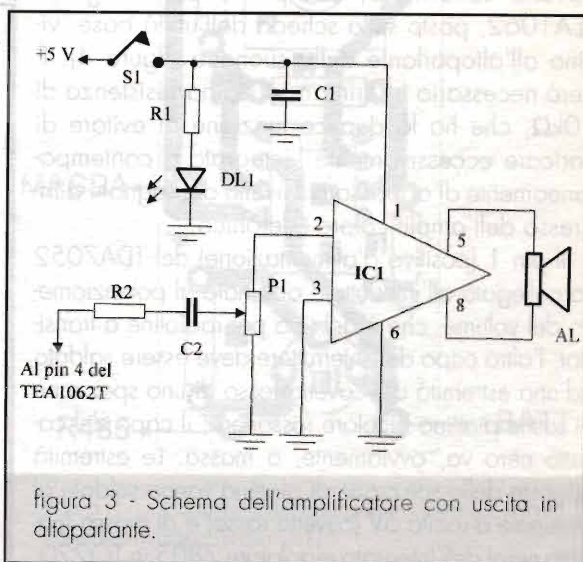 +5 V
S1
R1
C1
DL1
1
2
5
IC1
3
P1
8
R2
6
AL
C2
Al pin 4 del
TEA1062T
figura 3 - Schema dell'amplificatore con uscita in
altoparlante.